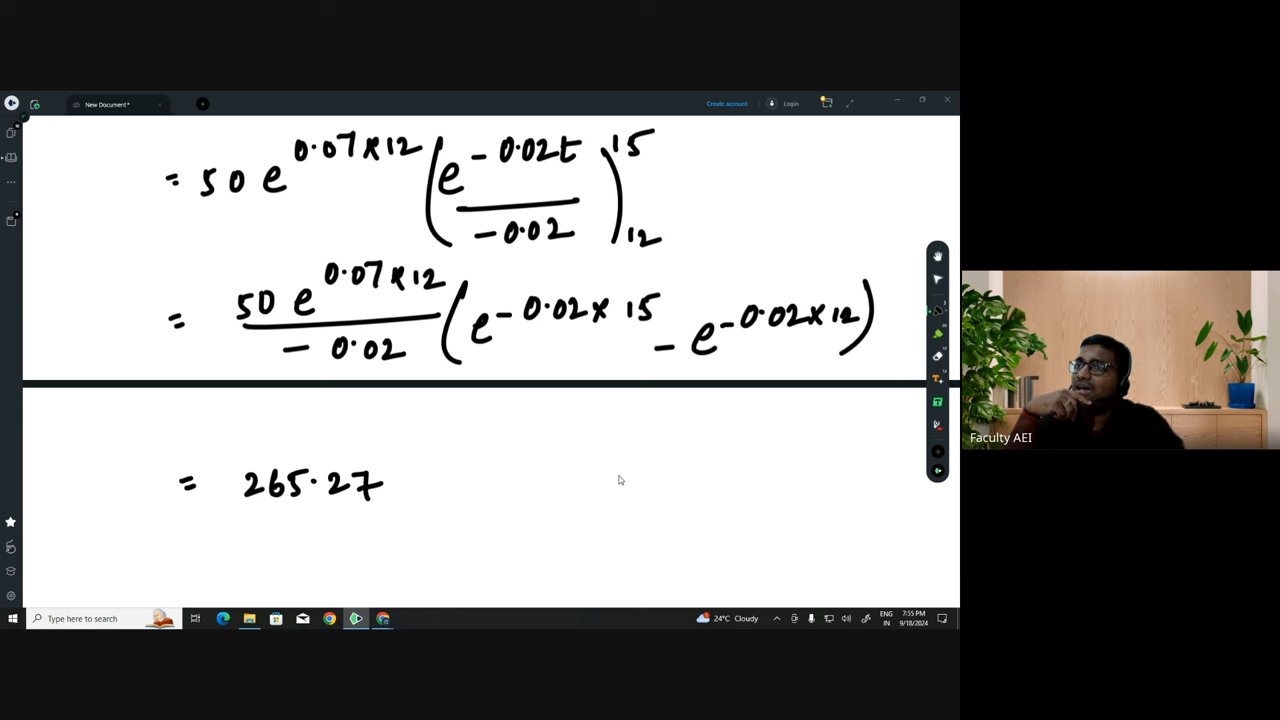 New Document*
Create account
Login
= 50 e^{0.07×12} (e^{-0.02t} / -0.02)_{12}^{15}
= 50 e^{0.07×12} / -0.02 (e^{-0.02×15} - e^{-0.02×12})
= 265.27
Faculty AEI
Type here to search
24°C Cloudy
ENG
IN
7:55 PM
9/18/2024